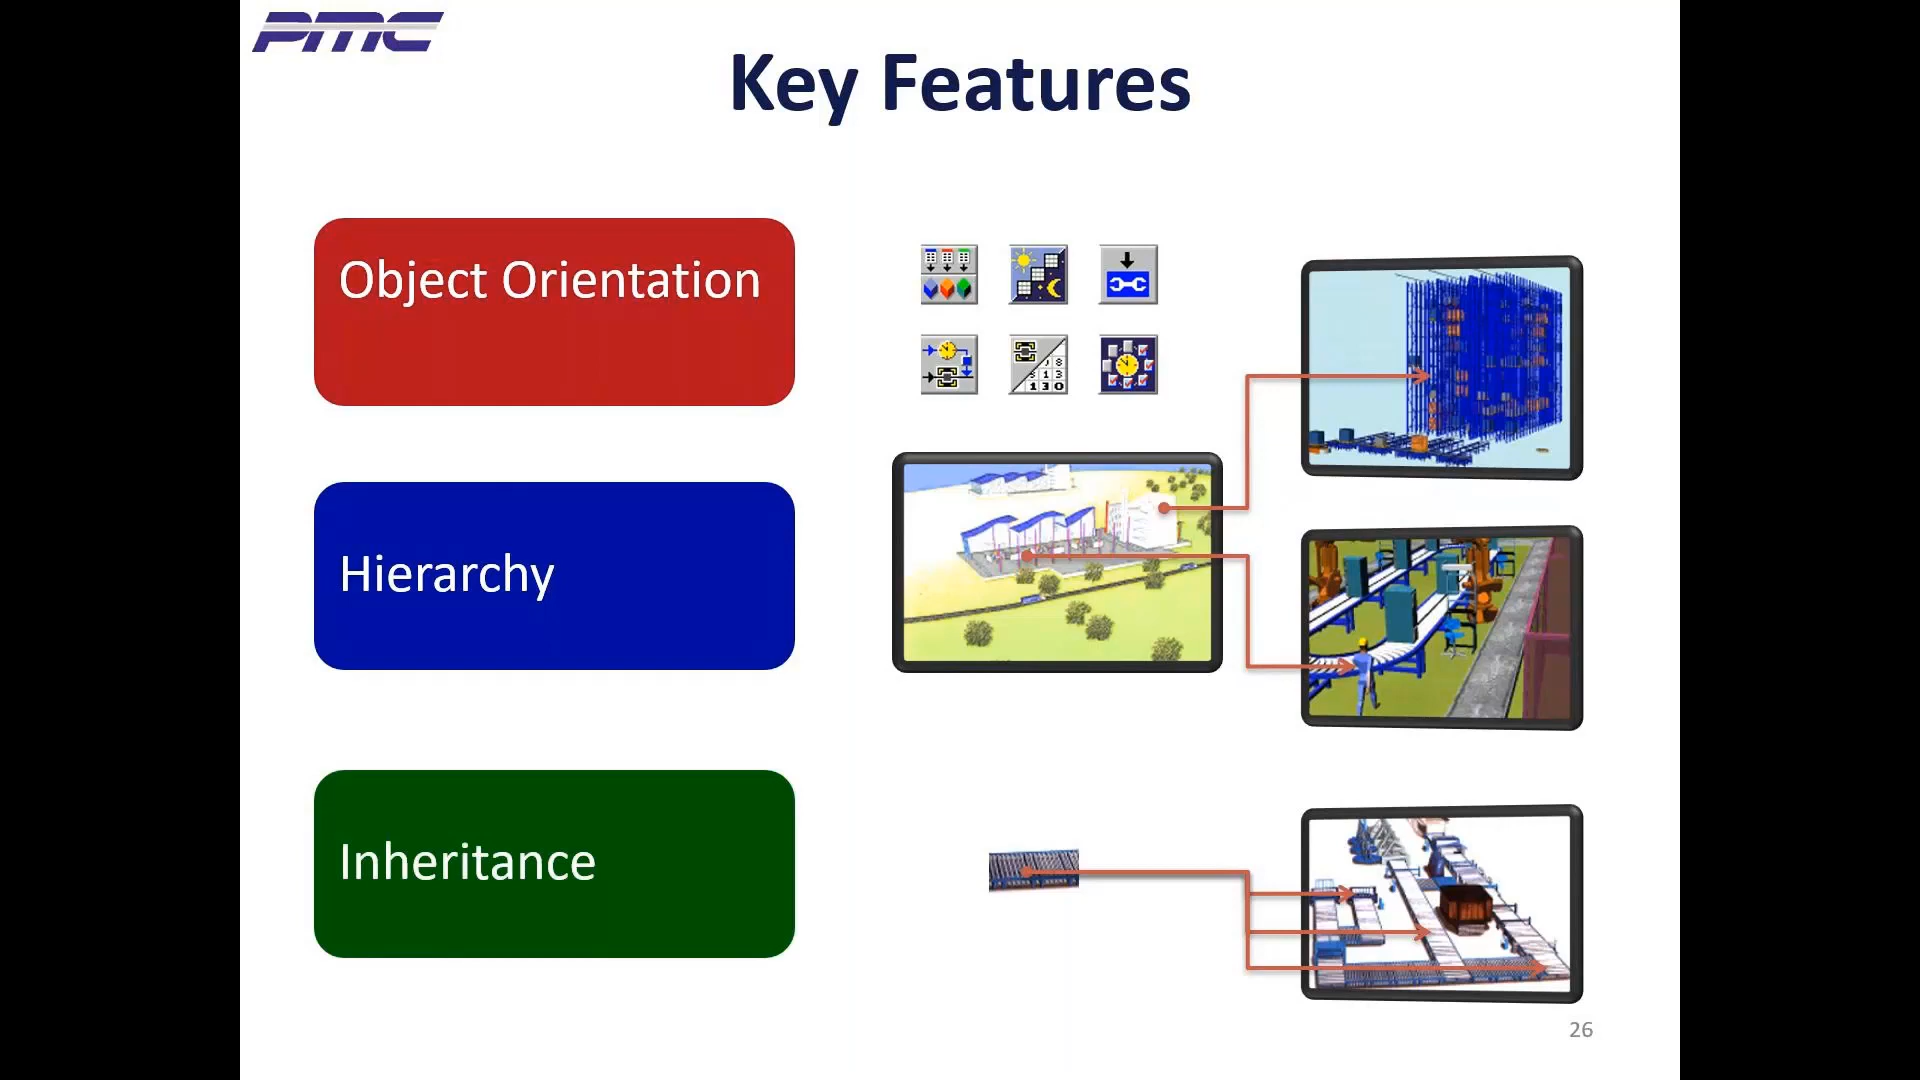 PMC
Key Features
Object Orientation
Hierarchy
Inheritance
26